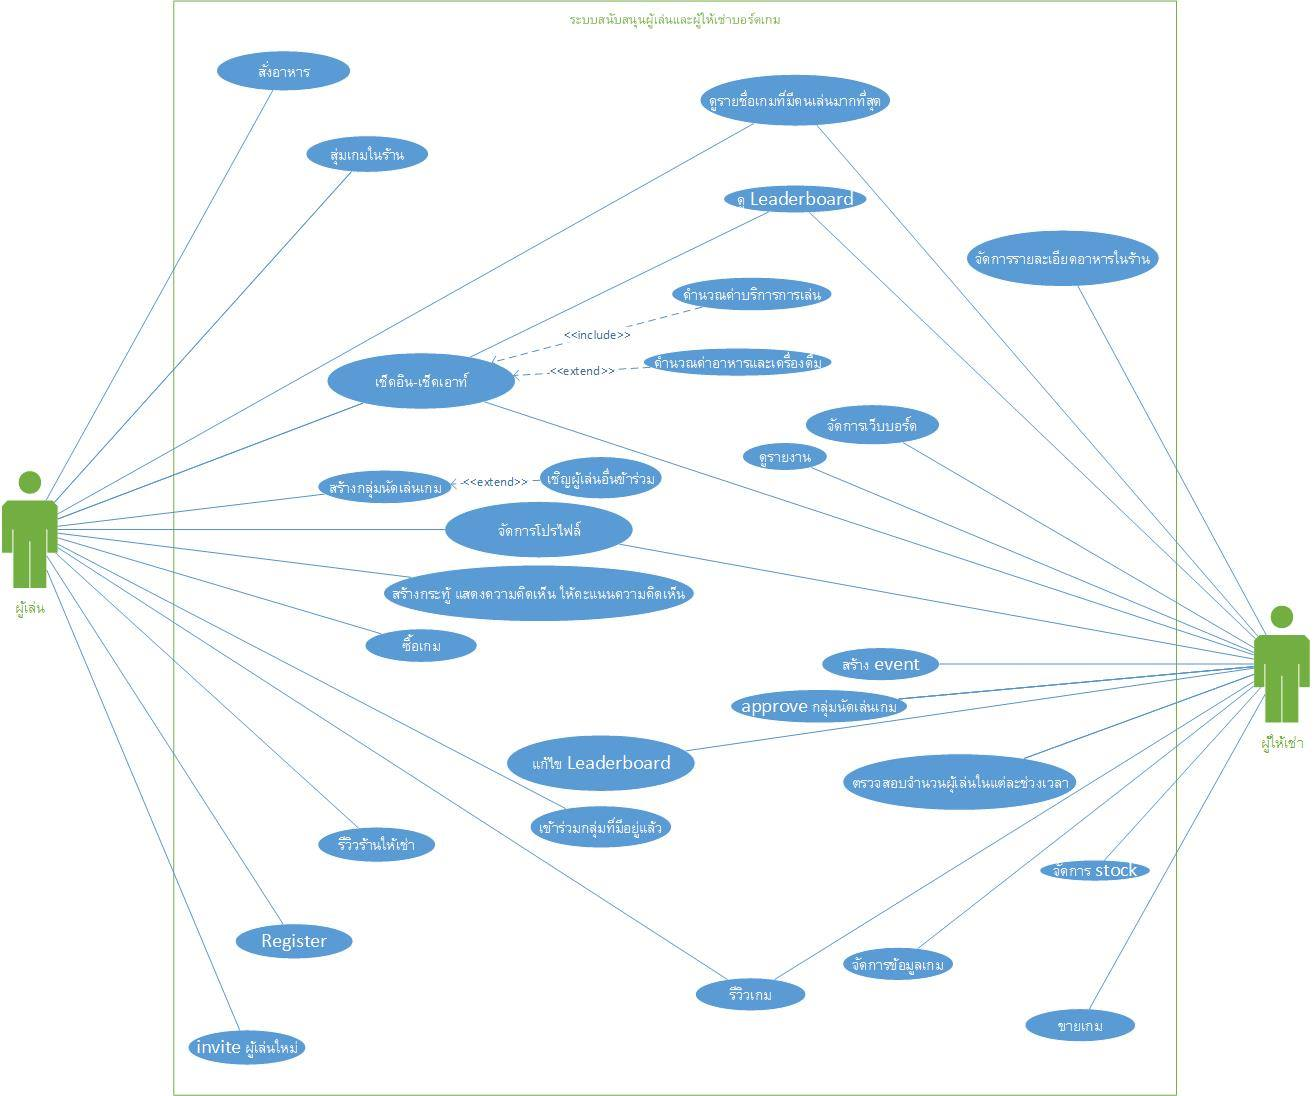 ระบบสนับสนุนผู้เล่นและผู้ให้เช่าบอร์ดเกม
สั่งอาหาร
ดูรายชื่อเกมที่มีคนเล่นมากที่สุด
สุ่มเกมในร้าน
ดู Leaderboard
จัดการรายละเอียดอาหารในร้าน
คำนวณค่าบริการการเล่น
<<include>>
คำนวณค่าอาหารและเครื่องดื่ม
<<extend>>
เช็คอิน-เช็คเอาท์
จัดการเว็บบอร์ด
ดูรายงาน
สร้างกลุ่มนัดเล่นเกม
<<extend>>
เชิญผู้เล่นอื่นเข้าร่วม
จัดการโปรไฟล์
สร้างกระทู้ แสดงความคิดเห็น ให้คะแนนความคิดเห็น
ผู้เล่น
ซื้อเกม
สร้าง event
approve กลุ่มนัดเล่นเกม
ผู้ให้เช่า
แก้ไข Leaderboard
ตรวจสอบจำนวนผู้เล่นในแต่ละช่วงเวลา
เข้าร่วมกลุ่มที่มีอยู่แล้ว
รีวิวร้านให้เช่า
จัดการ stock
Register
จัดการข้อมูลเกม
รีวิวเกม
ขายเกม
invite ผู้เล่นใหม่